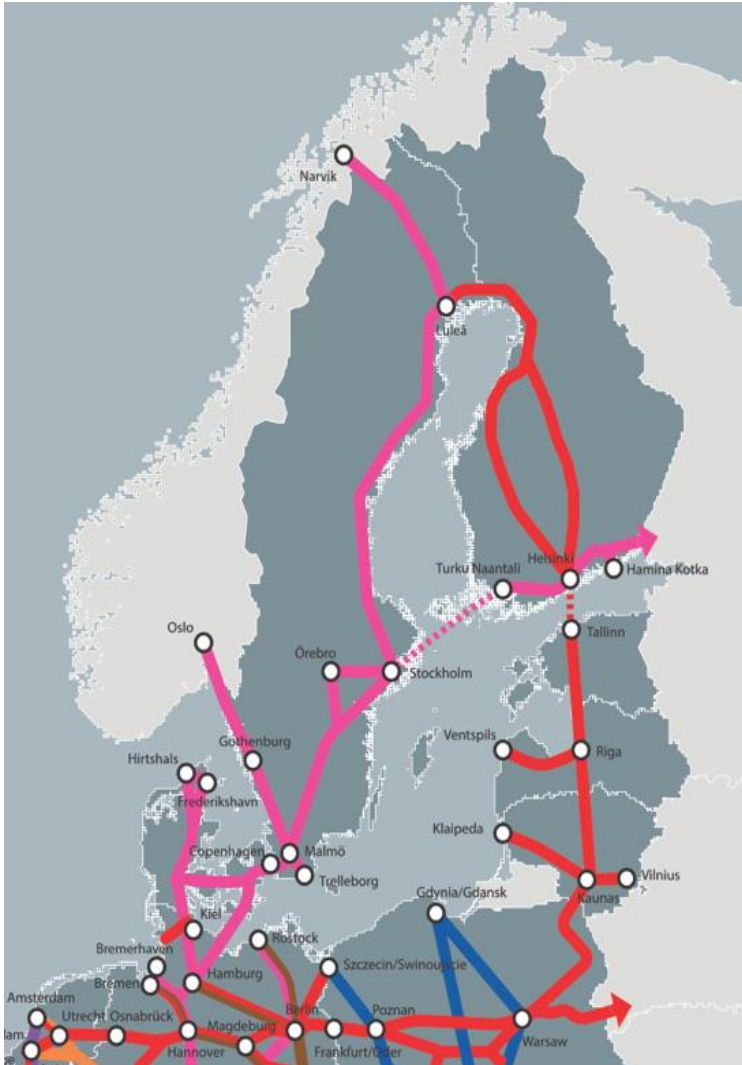 Narvik
Luleå
Helsinki
Turku Naantali
Hamina Kotka
Oslo
Tallinn
Örebro
Stockholm
Ventspils
Gothenburg
Riga
Hirtshals
Frederikshavn
Klaipeda
Copenhagen
Malmö
Trelleborg
Vilnius
Gdynia/Gdansk
Kaunas
Kiel
Rostock
Bremerhaven
Szczecin/Swinoujscie
Hamburg
Bremen
Amsterdam
Utrecht
Osnabrück
Magdeburg
Berlin
Poznan
dam
Hannover
Frankfurt/Oder
Warsaw
pe